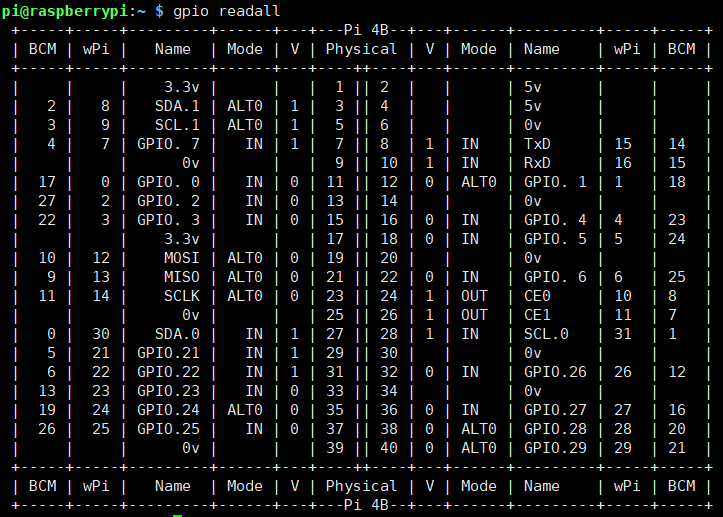 pi@raspberrypi:~ $ gpio readall
 +-----+-----+---------+------+---+---Pi 4B--+---+------+---------+-----+-----+
 | BCM | wPi |   Name  | Mode | V | Physical | V | Mode | Name    | wPi | BCM |
 +-----+-----+---------+------+---+----++----+---+------+---------+-----+-----+
 |     |     |    3.3v |      |   |  1 || 2  |   |      | 5v      |     |     |
 |   2 |   8 |   SDA.1 | ALT0 | 1 |  3 || 4  |   |      | 5v      |     |     |
 |   3 |   9 |   SCL.1 | ALT0 | 1 |  5 || 6  |   |      | 0v      |     |     |
 |   4 |   7 | GPIO. 7 |   IN | 1 |  7 || 8  | 1 | IN   | TxD     | 15  | 14  |
 |     |     |      0v |      |   |  9 || 10 | 1 | IN   | RxD     | 16  | 15  |
 |  17 |   0 | GPIO. 0 |   IN | 0 | 11 || 12 | 0 | ALT0 | GPIO. 1 | 1   | 18  |
 |  27 |   2 | GPIO. 2 |   IN | 0 | 13 || 14 |   |      | 0v      |     |     |
 |  22 |   3 | GPIO. 3 |   IN | 0 | 15 || 16 | 0 | IN   | GPIO. 4 | 4   | 23  |
 |     |     |    3.3v |      |   | 17 || 18 | 0 | IN   | GPIO. 5 | 5   | 24  |
 |  10 |  12 |    MOSI | ALT0 | 0 | 19 || 20 |   |      | 0v      |     |     |
 |   9 |  13 |    MISO | ALT0 | 0 | 21 || 22 | 0 | IN   | GPIO. 6 | 6   | 25  |
 |  11 |  14 |    SCLK | ALT0 | 0 | 23 || 24 | 1 | OUT  | CE0     | 10  | 8   |
 |     |     |      0v |      |   | 25 || 26 | 1 | OUT  | CE1     | 11  | 7   |
 |   0 |  30 |   SDA.0 |   IN | 1 | 27 || 28 | 1 | IN   | SCL.0   | 31  | 1   |
 |   5 |  21 | GPIO.21 |   IN | 1 | 29 || 30 |   |      | 0v      |     |     |
 |   6 |  22 | GPIO.22 |   IN | 1 | 31 || 32 | 0 | IN   | GPIO.26 | 26  | 12  |
 |  13 |  23 | GPIO.23 |   IN | 0 | 33 || 34 |   |      | 0v      |     |     |
 |  19 |  24 | GPIO.24 | ALT0 | 0 | 35 || 36 | 0 | IN   | GPIO.27 | 27  | 16  |
 |  26 |  25 | GPIO.25 |   IN | 0 | 37 || 38 | 0 | ALT0 | GPIO.28 | 28  | 20  |
 |     |     |      0v |      |   | 39 || 40 | 0 | ALT0 | GPIO.29 | 29  | 21  |
 +-----+-----+---------+------+---+----++----+---+------+---------+-----+-----+
 | BCM | wPi |   Name  | Mode | V | Physical | V | Mode | Name    | wPi | BCM |
 +-----+-----+---------+------+---+---Pi 4B--+---+------+---------+-----+-----+